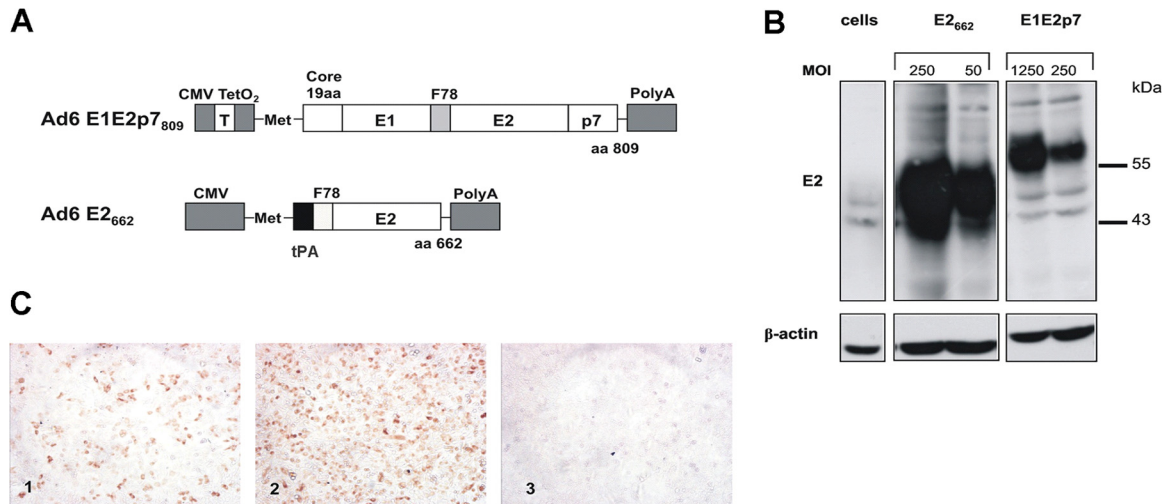 A
Core
19aa
CMV TetO₂
F78
PolyA
Ad6 E1E2p7₈₀₉
T
Met
E1
E2
p7
aa 809
CMV
F78
PolyA
Ad6 E2₆₆₂
Met
E2
aa 662
tPA
B
cells
E2₆₆₂
E1E2p7
MOI
250
50
1250
250
kDa
E2
55
43
β-actin
C
1
2
3